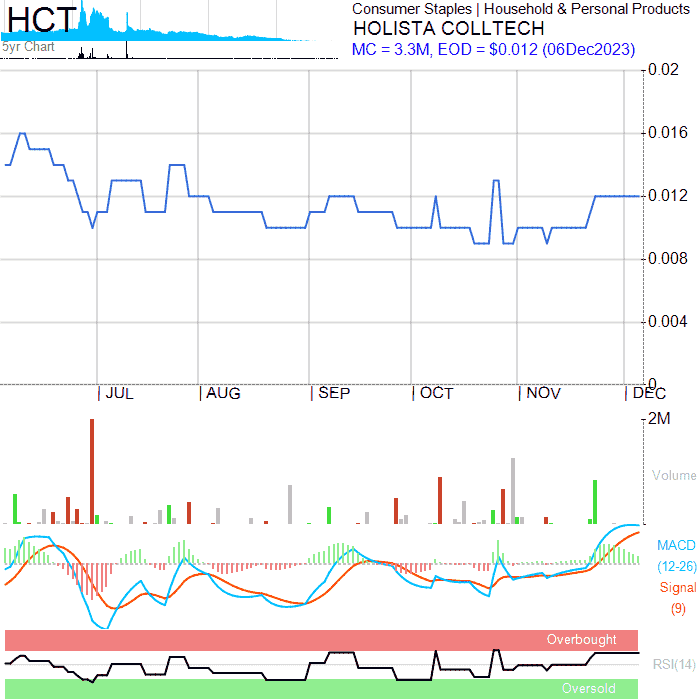 HCT
Consumer Staples | Household & Personal Products
HOLISTA COLLTECH
5yr Chart
MC = 3.3M, EOD = $0.012 (06Dec2023)
0.02
0.016
0.012
0.008
0.004
0
JUL AUG SEP OCT NOV DEC
2M
Volume
MACD
(12-26)
Signal
(9)
Overbought
RSI(14)
Oversold